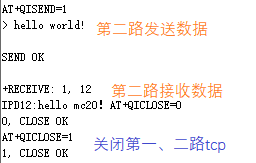 AT+QISEND=1
> hello world!
第二路发送数据
SEND OK
+RECEIVE: 1, 12
第二路接收数据
IPD12:hello mc20! AT+QICLOSE=0
0, CLOSE OK
AT+QICLOSE=1
关闭第一、二路tcp
1, CLOSE OK